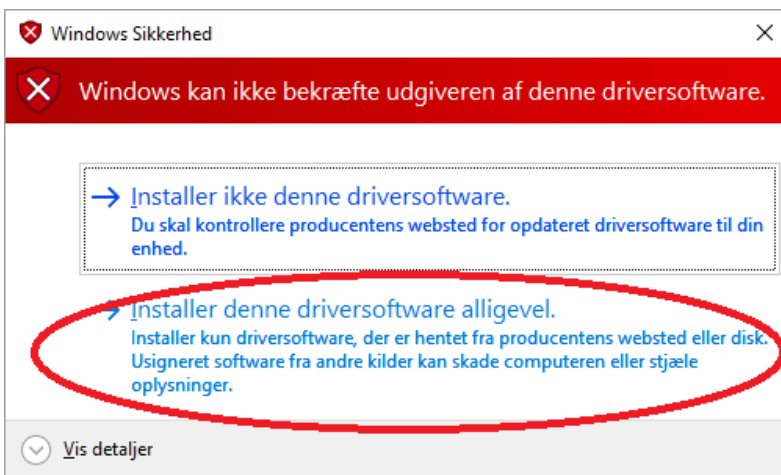 Windows Sikkerhed
Windows kan ikke bekræfte udgiveren af denne driversoftware.
Installer ikke denne driversoftware.
Du skal kontrollere producentens websted for opdateret driversoftware til din
enhed.
Installer denne driversoftware alligevel.
Installer kun driversoftware, der er hentet fra producentens websted eller disk.
Usigneret software fra andre kilder kan skade computeren eller stjæle
oplysninger.
Vis detaljer